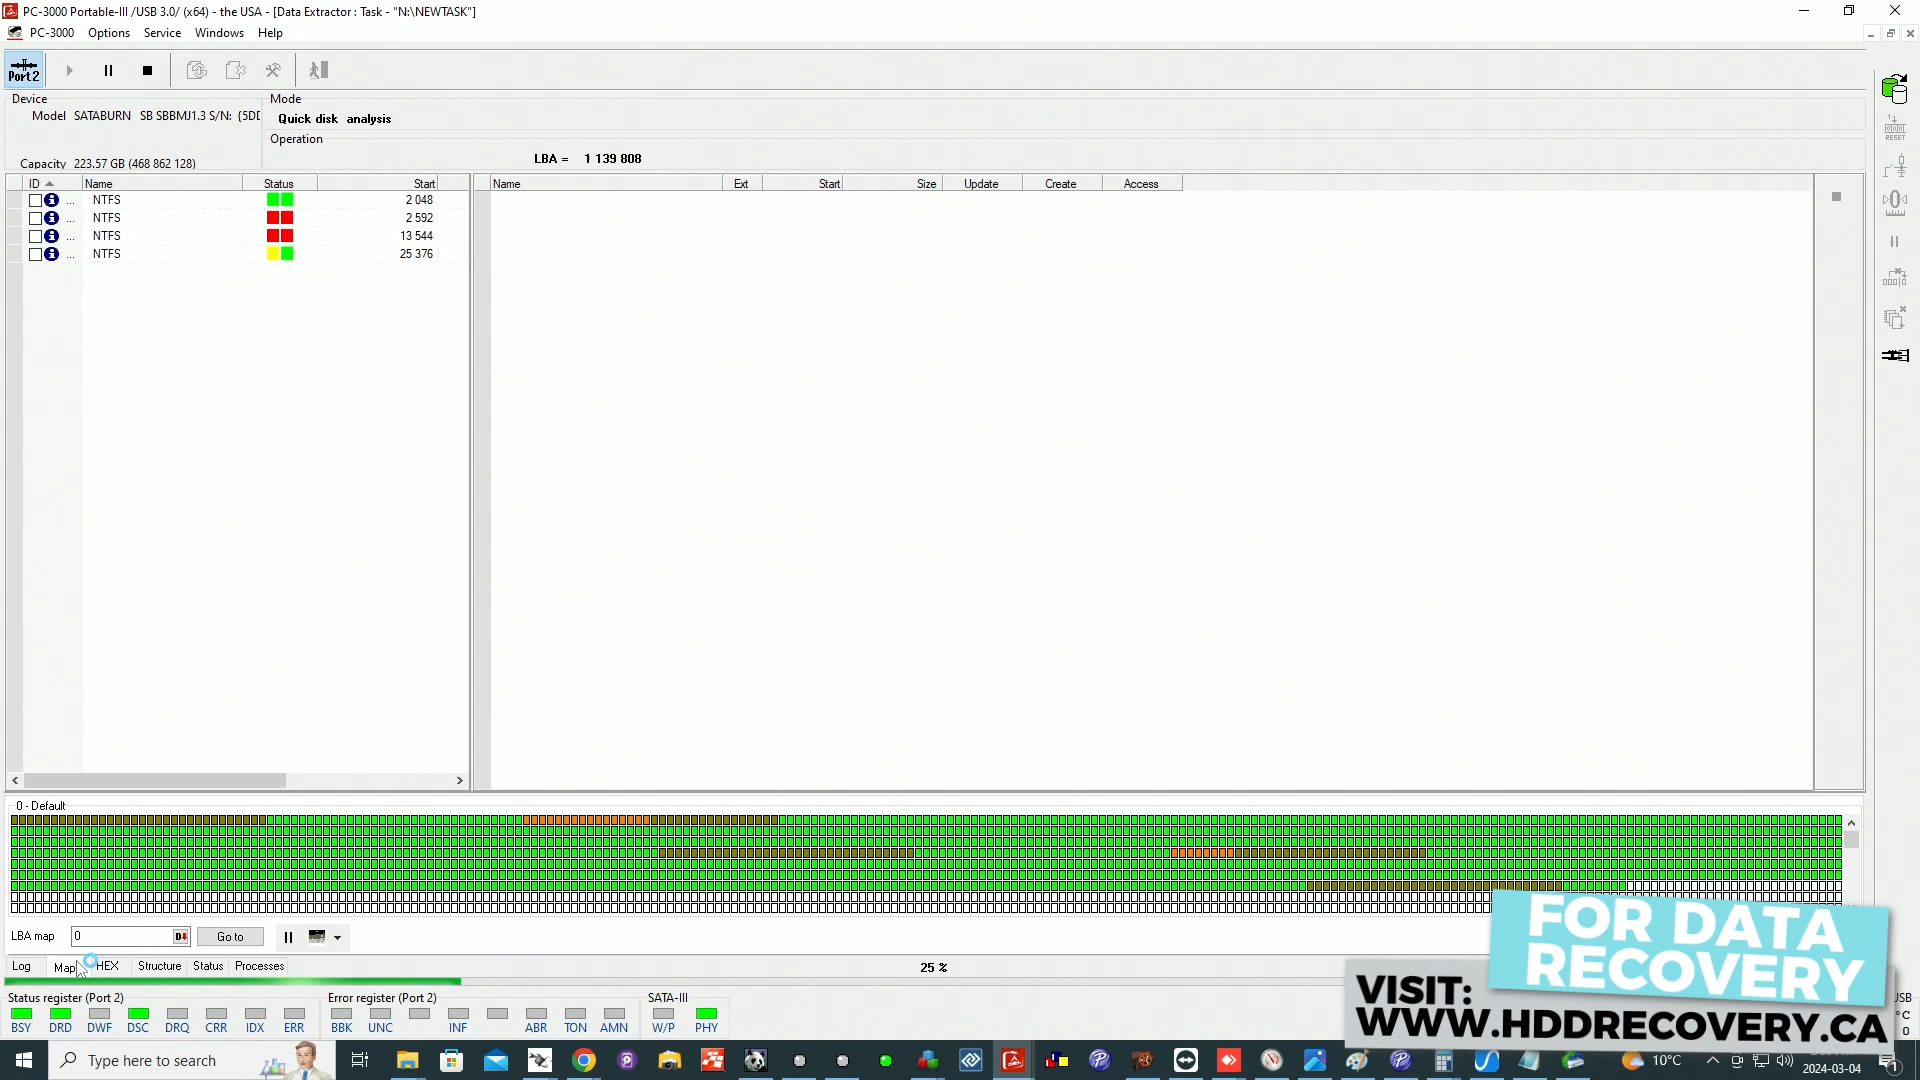 PC-3000 Portable-III /USB 3.0/ (x64) - the USA - [Data Extractor : Task - "N:\NEWTASK"]
PC-3000 Options Service Windows Help
Port2
Device
Model SATABURN SB SBBMJ1.3 S/N: {5DD
Mode
Quick disk analysis
Operation
Capacity 223.57 GB (468 862 128)
LBA = 1 139 808
RESET
ID Name Status Start
... NTFS 2 048
... NTFS 2 592
... NTFS 13 544
... NTFS 25 376
Name Ext Start Size Update Create Access
0 - Default
LBA map 0 D Go to
Log Map HEX Structure Status Processes
25 %
Status register (Port 2)
BSY DRD DWF DSC DRQ CRR IDX ERR
Error register (Port 2)
BBK UNC INF ABR TON AMN
SATA-III
W/P PHY
FOR DATA
RECOVERY
VISIT:
WWW.HDDRECOVERY.CA
Type here to search
10°C
2024-03-04
1